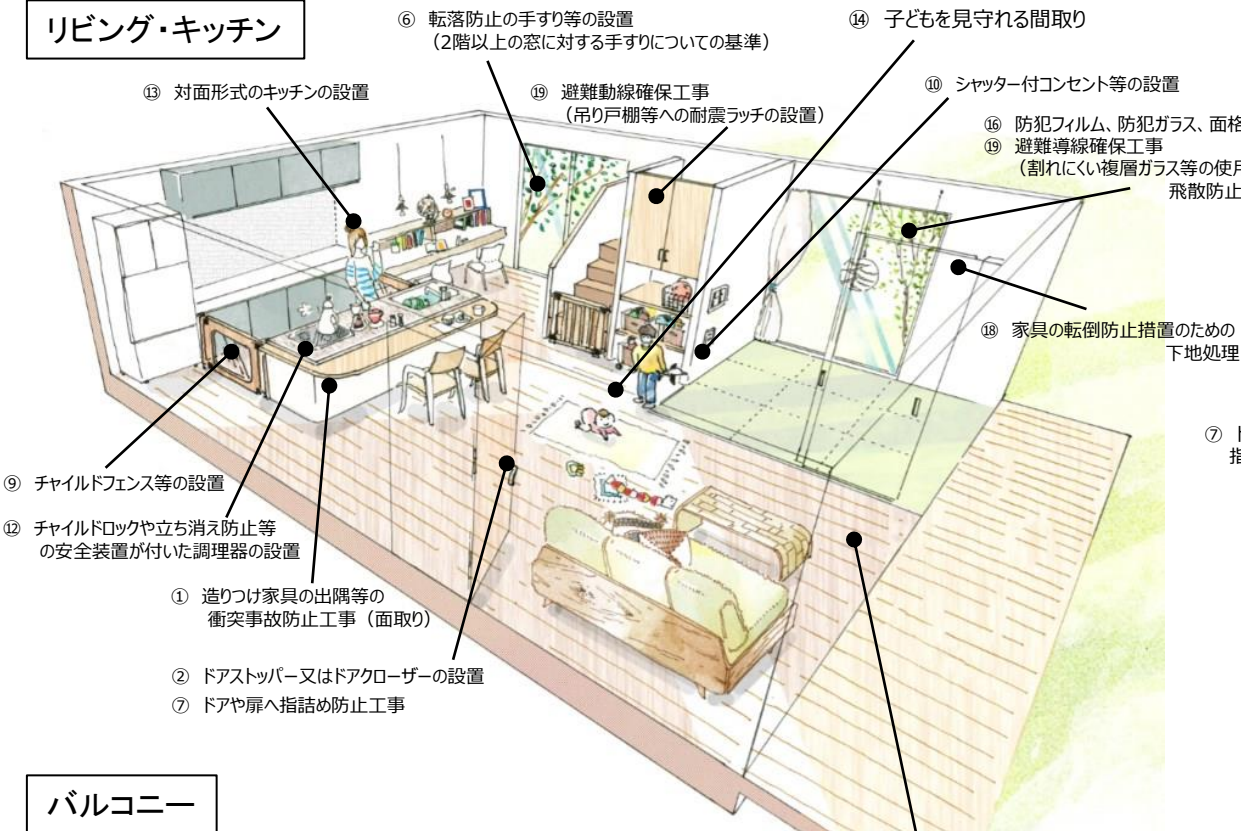 リビング・キッチン
⑥ 転落防止の手すり等の設置
（2階以上の窓に対する手すりについての基準）
⑭ 子どもを見守れる間取り
⑬ 対面形式のキッチンの設置
⑲ 避難動線確保工事
（吊り戸棚等への耐震ラッチの設置）
⑩ シャッター付コンセント等の設置
⑯ 防犯フィルム、防犯ガラス、面格
⑲ 避難導線確保工事
（割れにくい複層ガラス等の使用
飛散防止
⑱ 家具の転倒防止措置のための
下地処理
⑦
⑨ チャイルドフェンス等の設置
⑫ チャイルドロックや立ち消え防止等
の安全装置が付いた調理器の設置
① 造りつけ家具の出隅等の
衝突事故防止工事（面取り）
② ドアストッパー又はドアクローザーの設置
⑦ ドアや扉へ指詰め防止工事
バルコニー